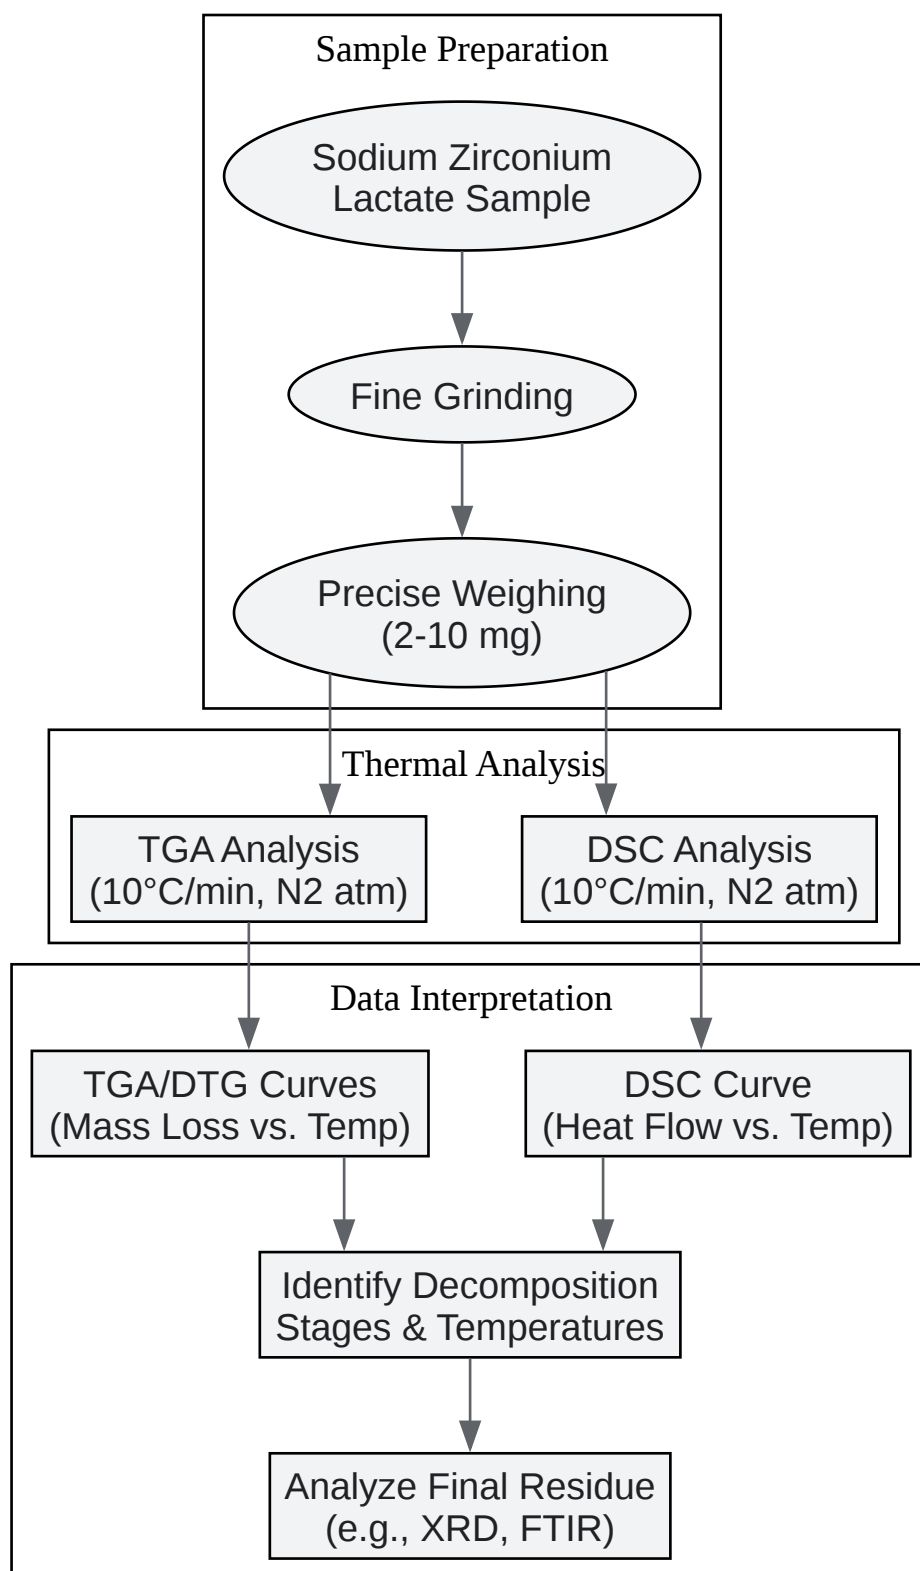 Sample Preparation
Sodium Zirconium
Lactate Sample
Fine Grinding
Precise Weighing
(2-10 mg)
Thermal Analysis
TGA Analysis
(10°C/min, N2 atm)
DSC Analysis
(10°C/min, N2 atm)
Data Interpretation
TGA/DTG Curves
(Mass Loss vs. Temp)
DSC Curve
(Heat Flow vs. Temp)
Identify Decomposition
Stages & Temperatures
Analyze Final Residue
(e.g., XRD, FTIR)